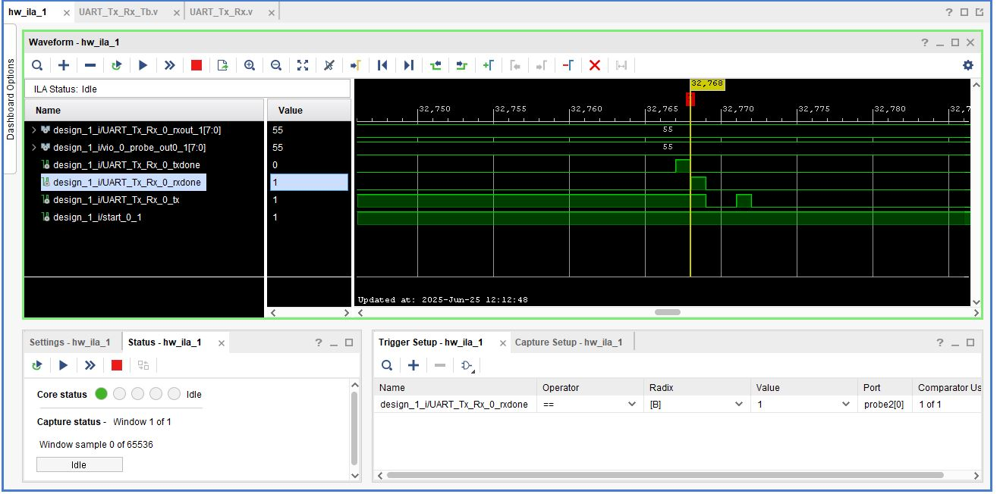 hw_ila_1 × UART_Tx_Rx_Tb.v × UART_Tx_Rx.v × ?
Dashboard Options
Waveform - hw_ila_1 ?
ILA Status: Idle
Name Value
design_1_i/UART_Tx_Rx_0_rxout_1[7:0] 55
design_1_i/vio_0_probe_out0_1[7:0] 55
design_1_i/UART_Tx_Rx_0_txdone 0
design_1_i/UART_Tx_Rx_0_rxdone 1
design_1_i/UART_Tx_Rx_0_tx 1
design_1_i/start_0_1 1
32,768
32,750 32,755 32,760 32,765 32,770 32,775 32,780 32,7
55
55
Updated at: 2025-Jun-25 12:12:48
Settings - hw_ila_1 Status - hw_ila_1 × ?
Core status Idle
Capture status - Window 1 of 1
Window sample 0 of 65536
Idle
Trigger Setup - hw_ila_1 × Capture Setup - hw_ila_1 ?
Name Operator Radix Value Port Comparator Us
design_1_i/UART_Tx_Rx_0_rxdone == [B] 1 probe2[0] 1 of 1